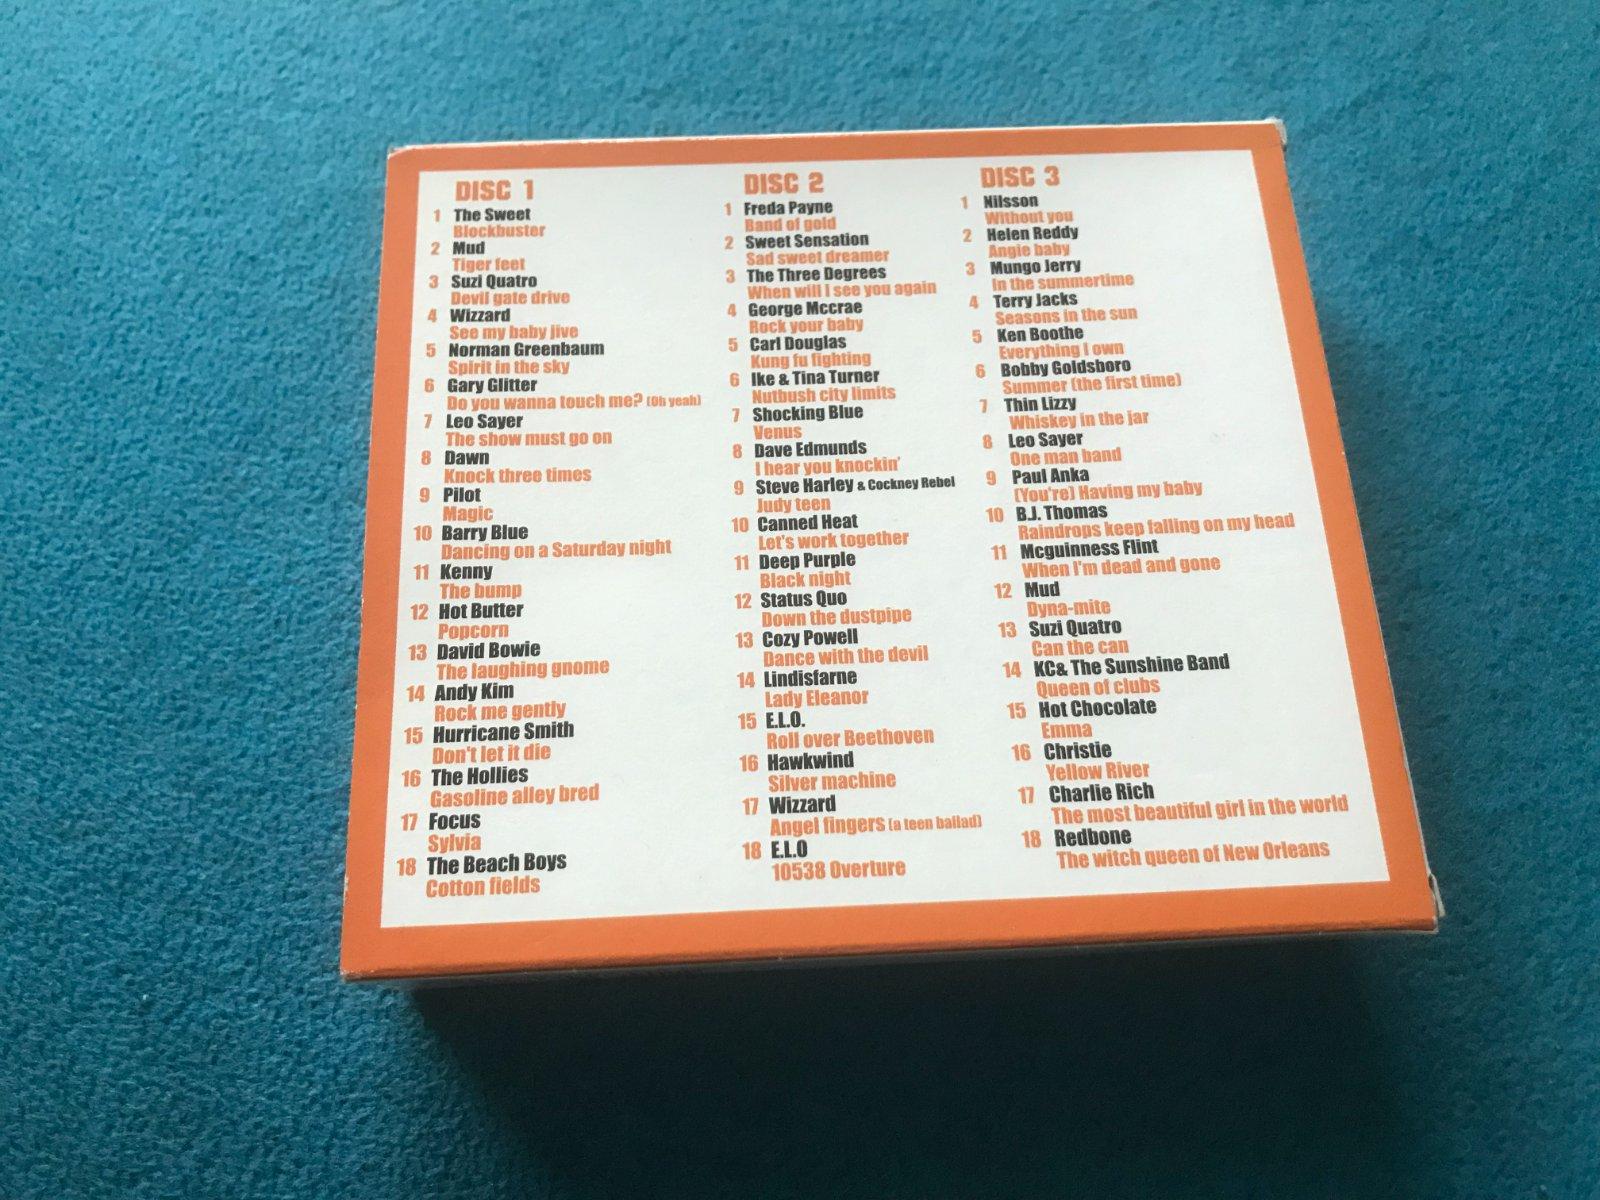 DISC 1
1 The Sweet
Blockbuster
2 Mud
Tiger feet
3 Suzi Quatro
Devil gate drive
4 Wizzard
See my baby jive
5 Norman Greenbaum
Spirit in the sky
6 Gary Glitter
Do you wanna touch me? (Oh yeah)
7 Leo Sayer
The show must go on
8 Dawn
Knock three times
9 Pilot
Magic
10 Barry Blue
Dancing on a Saturday night
11 Kenny
The bump
12 Hot Butter
Popcorn
13 David Bowie
The laughing gnome
14 Andy Kim
Rock me gently
15 Hurricane Smith
Don't let it die
16 The Hollies
Gasoline alley bred
17 Focus
Sylvia
18 The Beach Boys
Cotton fields
DISC 2
1 Freda Payne
Band of gold
2 Sweet Sensation
Sad sweet dreamer
3 The Three Degrees
When will I see you again
4 George Mccrae
Rock your baby
5 Carl Douglas
Kung fu fighting
6 Ike & Tina Turner
Nutbush city limits
7 Shocking Blue
Venus
8 Dave Edmunds
I hear you knockin'
9 Steve Harley & Cockney Rebel
Judy teen
10 Canned Heat
Let's work together
11 Deep Purple
Black night
12 Status Quo
Down the dustpipe
13 Cozy Powell
Dance with the devil
14 Lindisfarne
Lady Eleanor
15 E.L.O.
Roll over Beethoven
16 Hawkwind
Silver machine
17 Wizzard
Angel fingers (a teen ballad)
18 E.L.O
10538 Overture
DISC 3
1 Nilsson
Without you
2 Helen Reddy
Angie baby
3 Mungo Jerry
In the summertime
4 Terry Jacks
Seasons in the sun
5 Ken Boothe
Everything I own
6 Bobby Goldsboro
Summer (the first time)
7 Thin Lizzy
Whiskey in the jar
8 Leo Sayer
One man band
9 Paul Anka
(You're) Having my baby
10 B.J. Thomas
Raindrops keep falling on my head
11 Mcguinness Flint
When I'm dead and gone
12 Mud
Dyna-mite
13 Suzi Quatro
Can the can
14 KC& The Sunshine Band
Queen of clubs
15 Hot Chocolate
Emma
16 Christie
Yellow River
17 Charlie Rich
The most beautiful girl in the world
18 Redbone
The witch queen of New Orleans